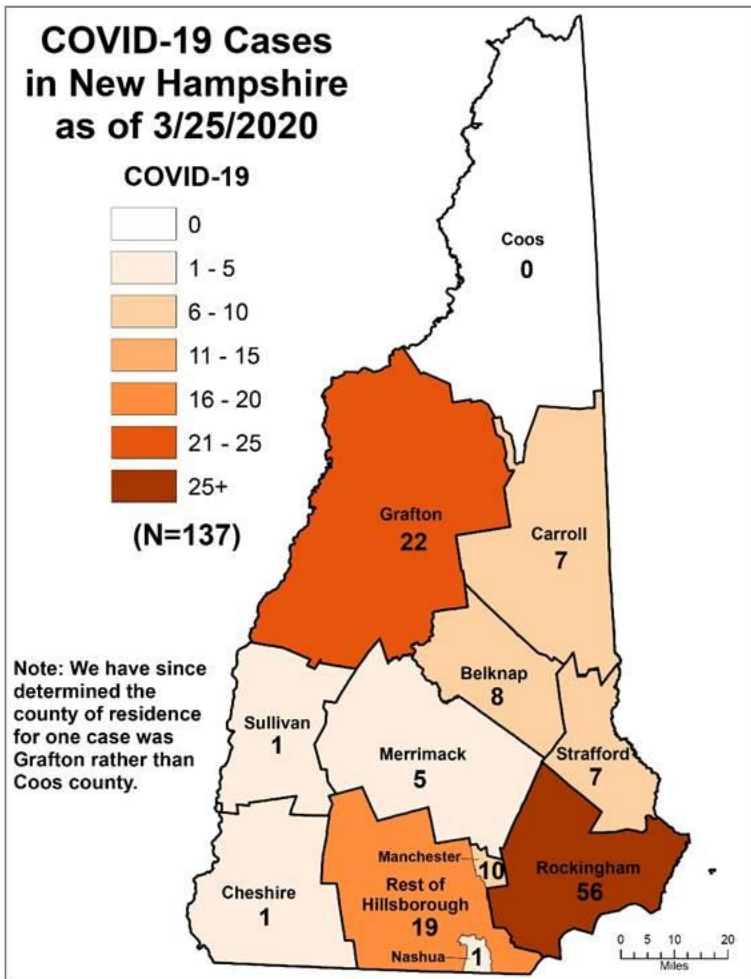 COVID-19 Cases
in New Hampshire
as of 3/25/2020
COVID-19
0
1 - 5
6 - 10
11 - 15
16 - 20
21 - 25
25+
(N=137)
Note: We have since
determined the
county of residence
for one case was
Grafton rather than
Coos county.
Coos
0
Grafton
22
Carroll
7
Belknap
8
Sullivan
1
Merrimack
5
Strafford
7
Manchester
10
Rockingham
56
Cheshire
1
Rest of
Hillsborough
19
Nashua
1
0 5 10 20
Miles